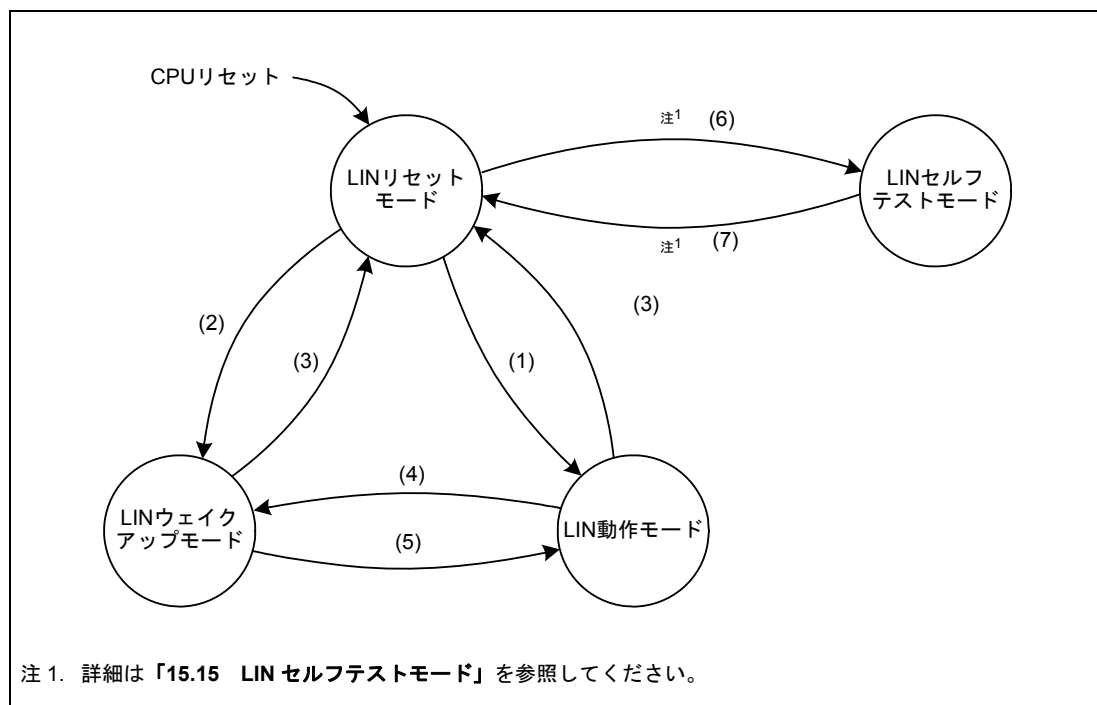 CPUリセット
注1 (6)
LINリセット
モード
LINセルフ
テストモード
注1 (7)
(2)
(3)
(1)
(3)
(4)
LINウェイク
アップモード
(5)
LIN動作モード
注 1. 詳細は「15.15 LIN セルフテストモード」を参照してください。